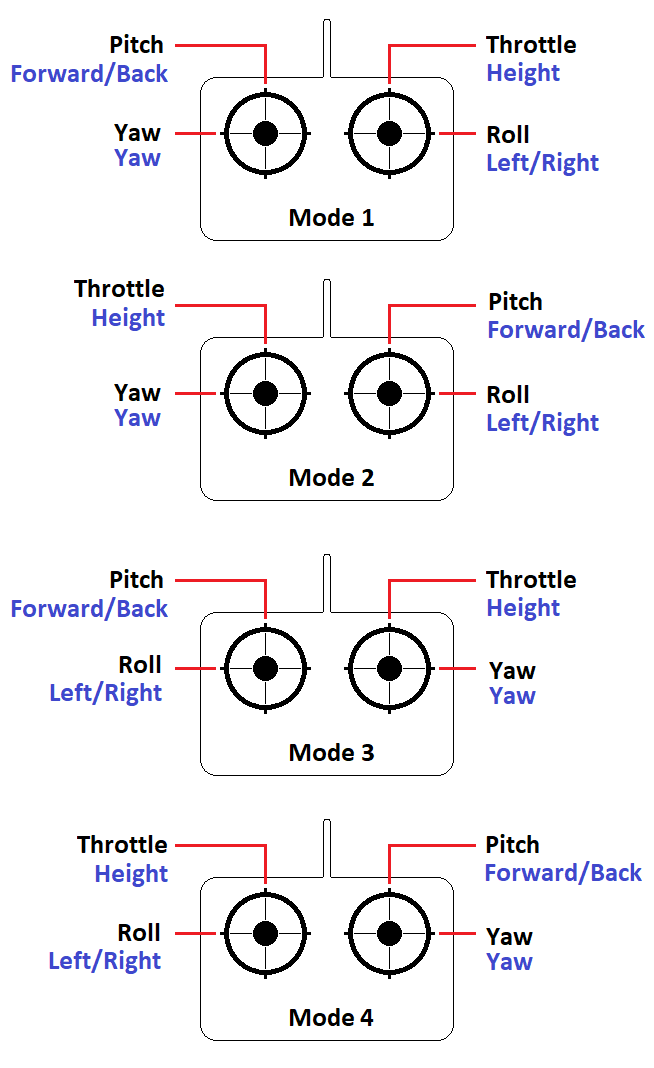 Pitch
Forward/Back
Throttle
Height
Yaw
Yaw
Roll
Left/Right
Mode 1
Throttle
Height
Pitch
Forward/Back
Yaw
Yaw
Roll
Left/Right
Mode 2
Pitch
Forward/Back
Throttle
Height
Roll
Left/Right
Yaw
Yaw
Mode 3
Throttle
Height
Pitch
Forward/Back
Roll
Left/Right
Yaw
Yaw
Mode 4